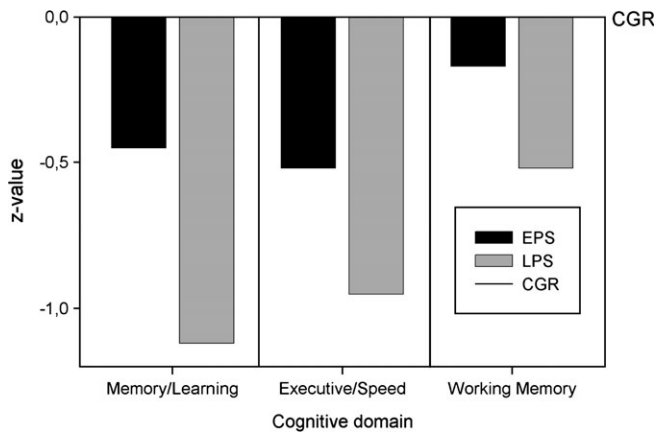 0,0
CGR
-0,5
-1,0
z-value
EPS
LPS
CGR
Memory/Learning
Executive/Speed
Working Memory
Cognitive domain